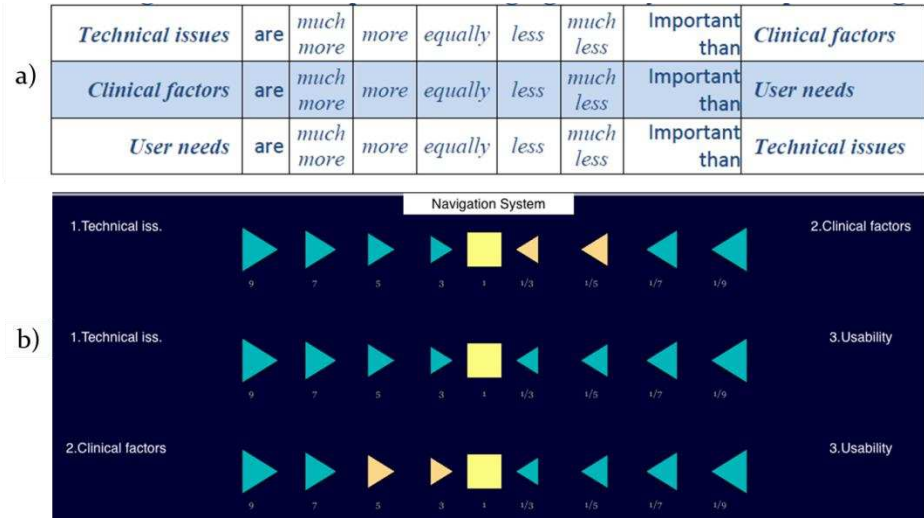 a)
Technical issues are much more more equally less much less Important than Clinical factors
Clinical factors are much more more equally less much less Important than User needs
User needs are much more more equally less much less Important than Technical issues
b)
Navigation System
1.Technical iss. 2.Clinical factors
9 7 5 3 1 1/3 1/5 1/7 1/9
1.Technical iss. 3.Usability
9 7 5 3 1 1/3 1/5 1/7 1/9
2.Clinical factors 3.Usability
9 7 5 3 1 1/3 1/5 1/7 1/9